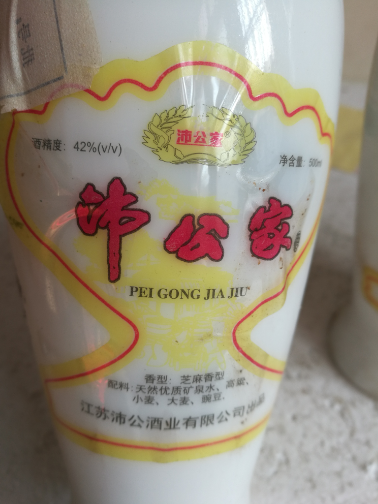 沛公家
酒精度：42%(v/v)
净含量：500ml
沛公家
PEI GONG JIA JIU
香型：芝麻香型
配料：天然优质矿泉水、高粱、
小麦、大麦、豌豆.
江苏沛公酒业有限公司出品